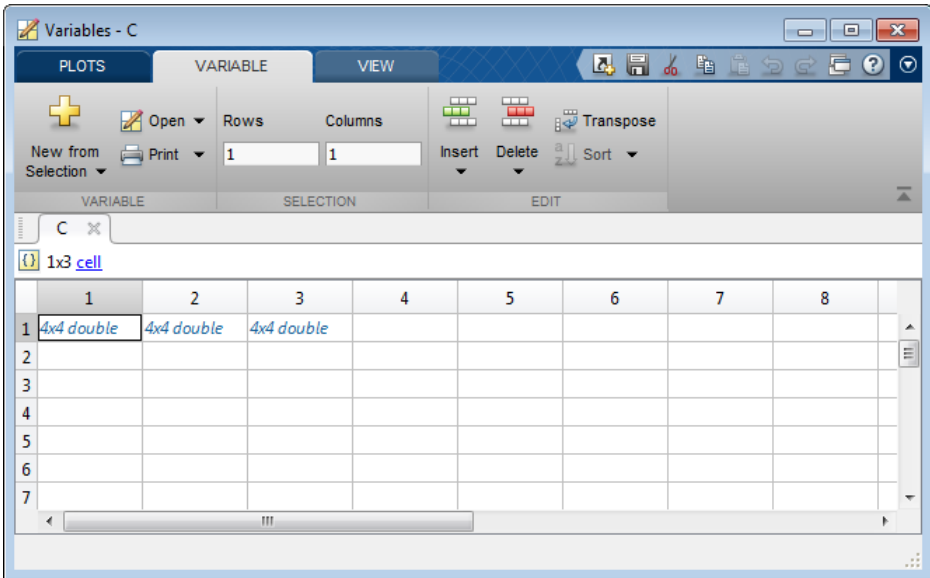 Variables - C
PLOTS VARIABLE VIEW
New from Selection
Open
Print
Rows Columns
1 1
Insert Delete
Transpose
Sort
VARIABLE SELECTION EDIT
C
{} 1x3 cell
1 2 3 4 5 6 7 8
1 4x4 double 4x4 double 4x4 double
2
3
4
5
6
7